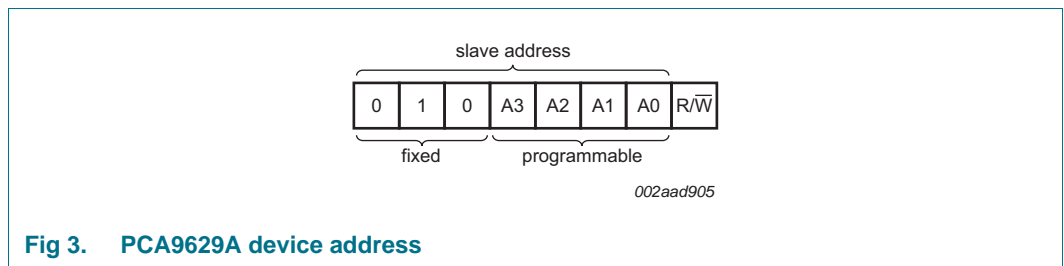 slave address
0 1 0 A3 A2 A1 A0 R/W̅
fixed programmable
002aad905
Fig 3. PCA9629A device address